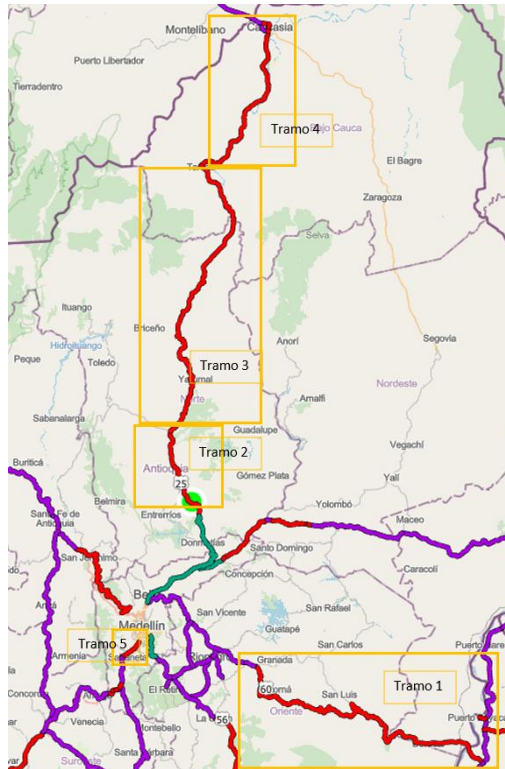 Montelíbano
Caucasia
Puerto Libertador
Tierradentro
Tramo 4
Bajo Cauca
El Bagre
Zaragoza
Selva
Ituango
Briceño
Anorí
Segovia
Hidroituango
Peque
Toledo
Tramo 3
Yarumal
Norte
Amalfi
Nordeste
Sabanalarga
Guadalupe
Tramo 2
Vegachí
Buriticá
Antioquia
Gómez Plata
25
Yalí
Belmira
Entrerríos
Yolombó
Santa Fe de
Antioquia
Maceo
Donmatías
Santo Domingo
San Jerónimo
Caracolí
Concepción
San Vicente
San Rafael
Medellín
Guatapé
Tramo 5
San Carlos
Armenia
Sabaneta
Granada
Concordia
El Retiro
60
Oriente
San Luis
Tramo 1
Venecia
56
Montebello
Santa Bárbara
Suroeste